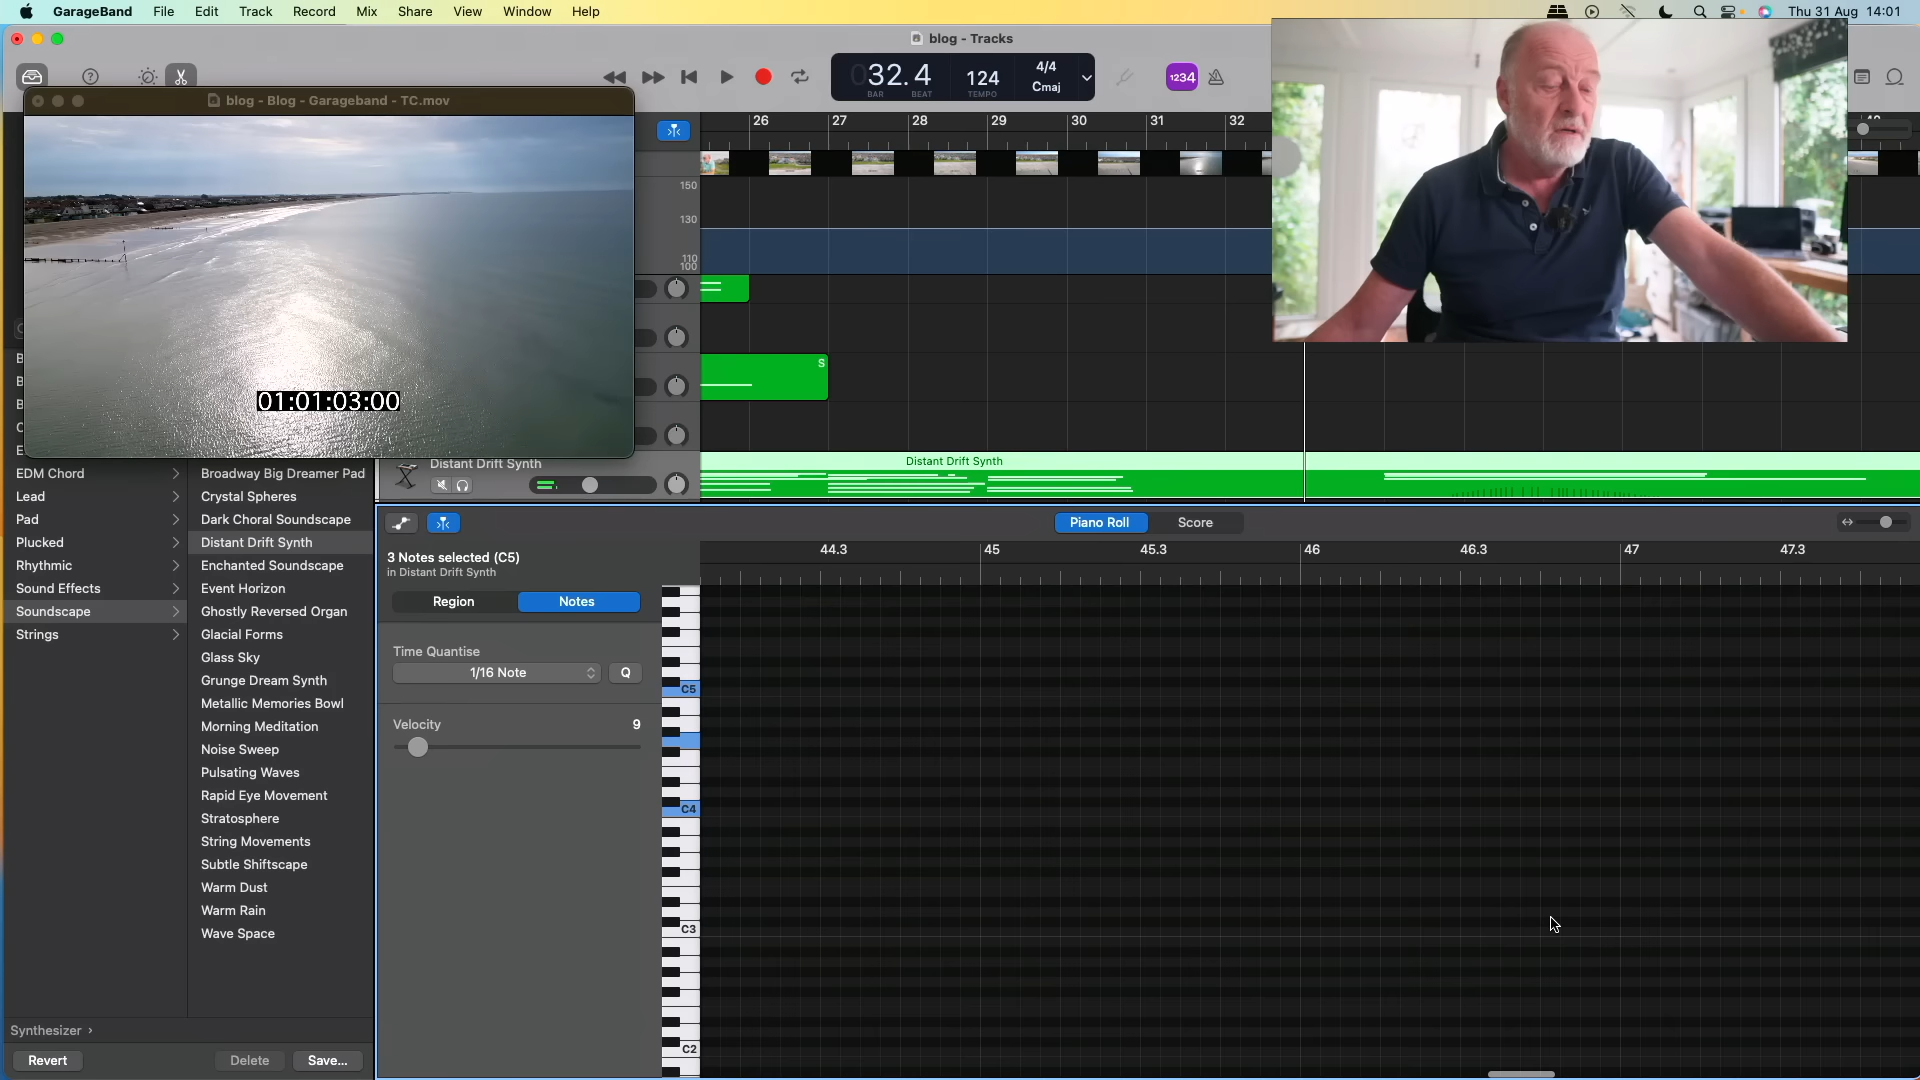 GarageBand File Edit Track Record Mix Share View Window Help Thu 31 Aug 14:01
blog - Tracks
032.4 124 4/4
Cmaj
BAR BEAT TEMPO
1234
blog - Blog - Garageband - TC.mov
26 27 28 29 30 31 32
150
130
110
100
S
01:01:03:00
Distant Drift Synth
Distant Drift Synth
B
B
B
C
E
EDM Chord
Lead
Pad
Plucked
Rhythmic
Sound Effects
Soundscape
Strings
Broadway Big Dreamer Pad
Crystal Spheres
Dark Choral Soundscape
Distant Drift Synth
Enchanted Soundscape
Event Horizon
Ghostly Reversed Organ
Glacial Forms
Glass Sky
Grunge Dream Synth
Metallic Memories Bowl
Morning Meditation
Noise Sweep
Pulsating Waves
Rapid Eye Movement
Stratosphere
String Movements
Subtle Shiftscape
Warm Dust
Warm Rain
Wave Space
Synthesizer ›
Revert Delete Save...
Piano Roll Score
3 Notes selected (C5)
in Distant Drift Synth
Region Notes
Time Quantise
1/16 Note Q
Velocity 9
44.3 45 45.3 46 46.3 47 47.3
C5
C4
C3
C2